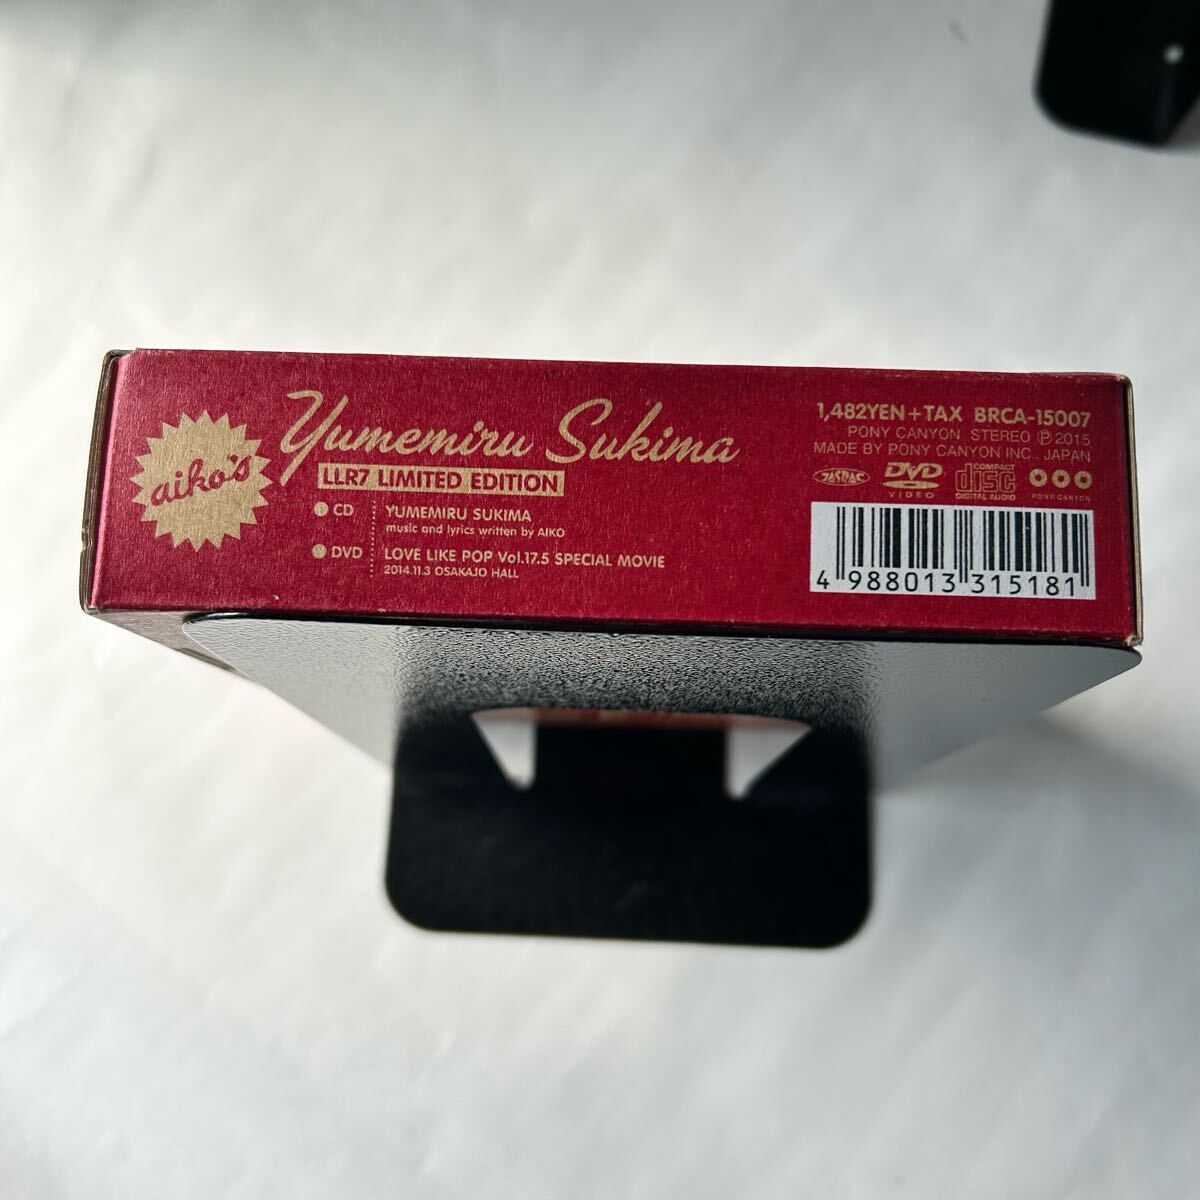 aiko's
Yumemiru Sukima
LLR7 LIMITED EDITION
CD
YUMEMIRU SUKIMA
music and lyrics written by AIKO
DVD
LOVE LIKE POP Vol.17.5 SPECIAL MOVIE
2014.11.3 OSAKAJO HALL
1,482YEN+TAX BRCA-15007
PONY CANYON STEREO Ⓟ 2015
MADE BY PONY CANYON INC., JAPAN
JASRAC
DVD
VIDEO
COMPACT
disc
DIGITAL AUDIO
PONY CANYON
4 988013 315181